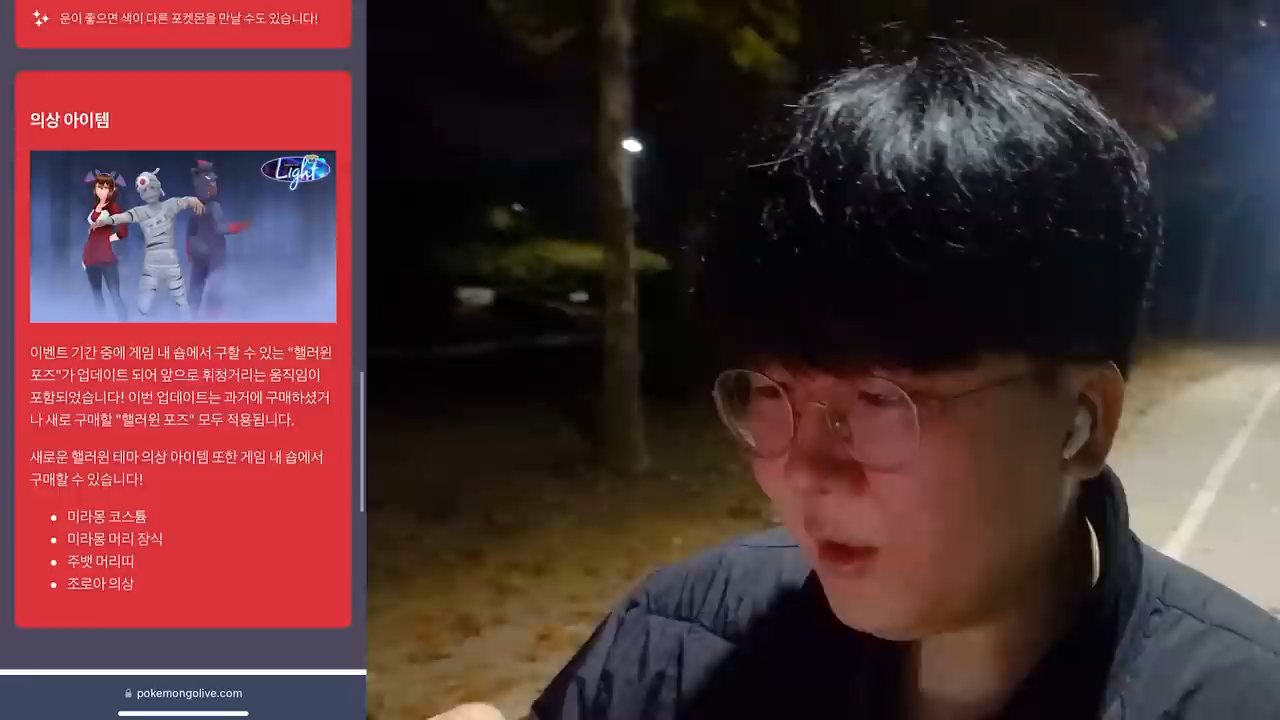 운이 좋으면 색이 다른 포켓몬을 만날 수도 있습니다!
의상 아이템
Light
이벤트 기간 중에 게임 내 숍에서 구할 수 있는 "핼러윈
포즈"가 업데이트 되어 앞으로 휘청거리는 움직임이
포함되었습니다! 이번 업데이트는 과거에 구매하셨거
나 새로 구매할 "핼러윈 포즈" 모두 적용됩니다.
새로운 핼러윈 테마 의상 아이템 또한 게임 내 숍에서
구매할 수 있습니다!
미라몽 코스튬
미라몽 머리 장식
주뱃 머리띠
조로아 의상
pokemongolive.com